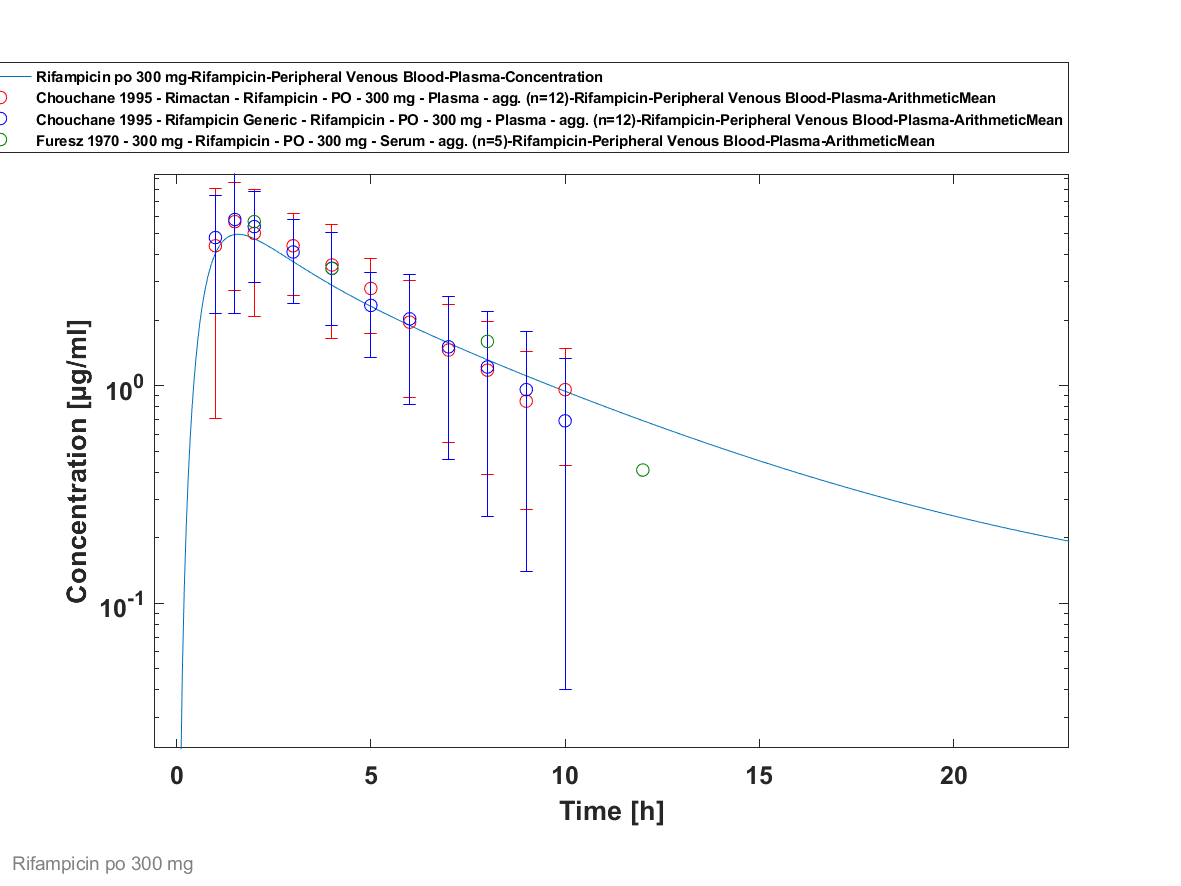 Rifampicin po 300 mg-Rifampicin-Peripheral Venous Blood-Plasma-Concentration
Chouchane 1995 - Rimactan - Rifampicin - PO - 300 mg - Plasma - agg. (n=12)-Rifampicin-Peripheral Venous Blood-Plasma-ArithmeticMean
Chouchane 1995 - Rifampicin Generic - Rifampicin - PO - 300 mg - Plasma - agg. (n=12)-Rifampicin-Peripheral Venous Blood-Plasma-ArithmeticMean
Furesz 1970 - 300 mg - Rifampicin - PO - 300 mg - Serum - agg. (n=5)-Rifampicin-Peripheral Venous Blood-Plasma-ArithmeticMean
Concentration [µg/ml]
10^0
10^-1
0 5 10 15 20
Time [h]
Rifampicin po 300 mg